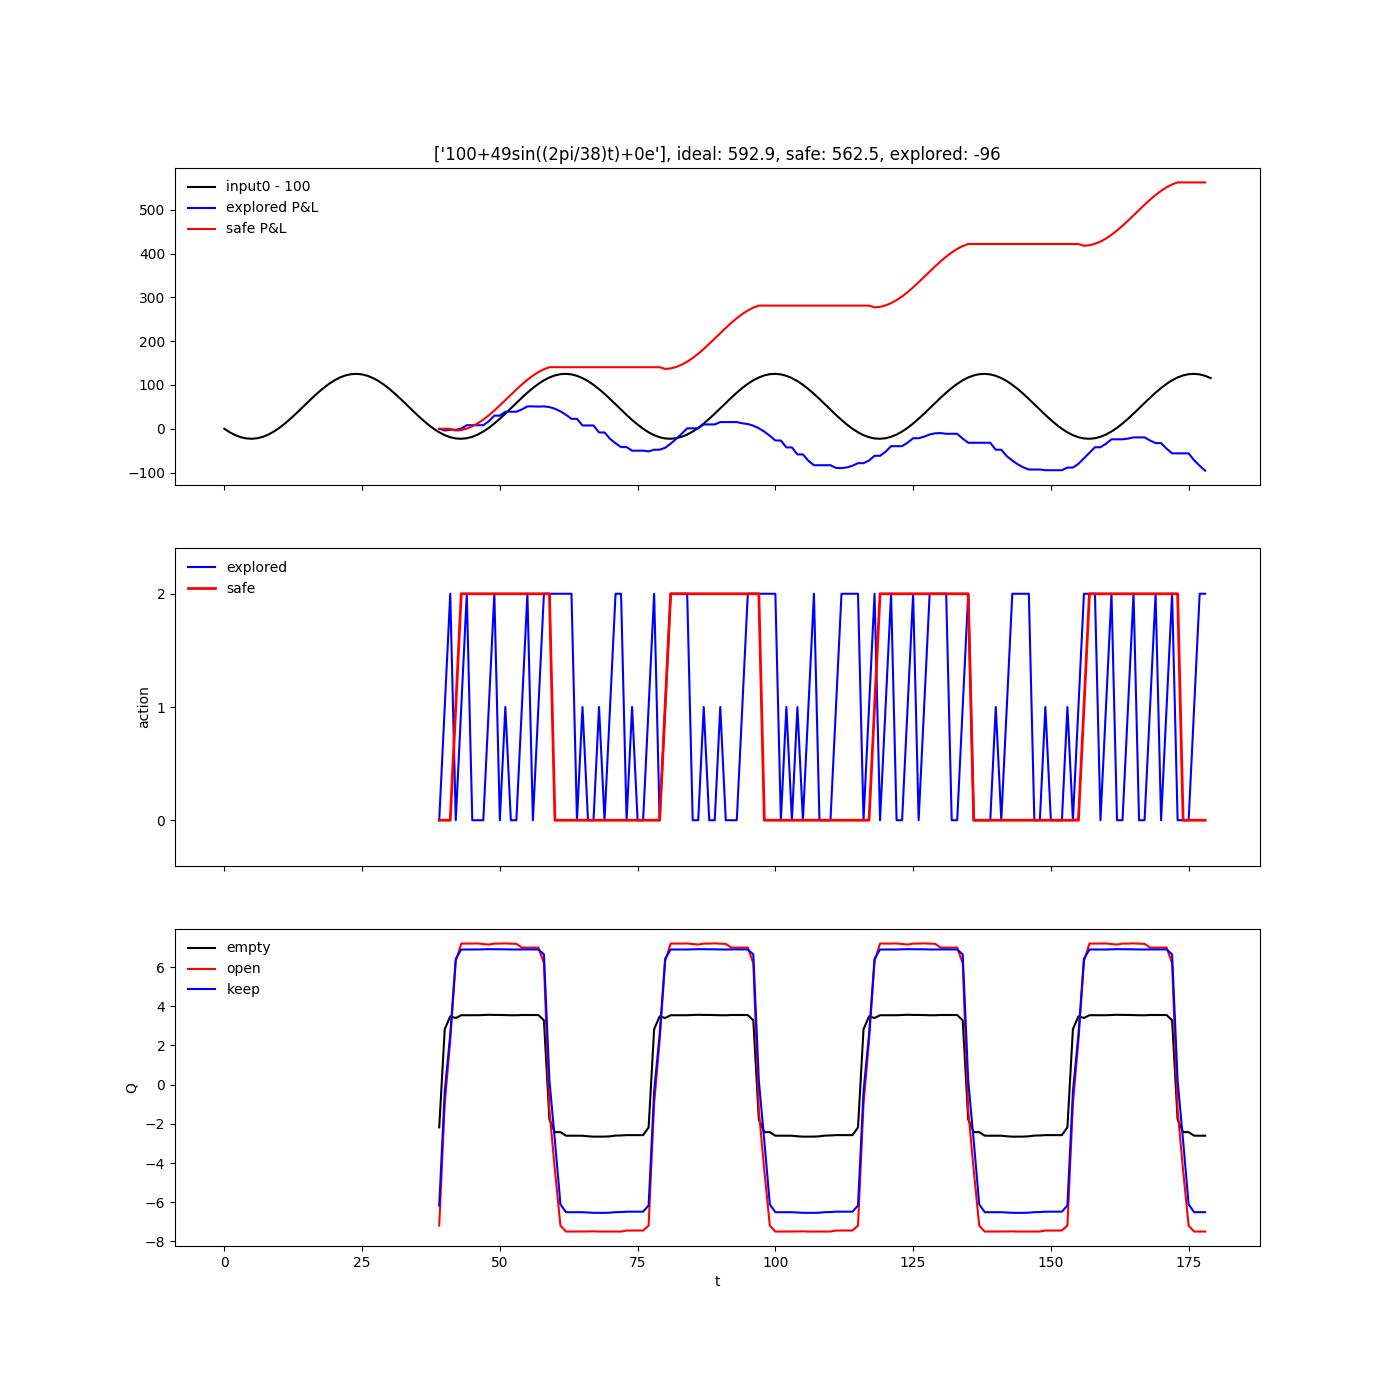 ['100+49sin((2pi/38)t)+0e'], ideal: 592.9, safe: 562.5, explored: -96
input0 - 100
explored P&L
safe P&L
500
400
300
200
100
0
−100
explored
safe
action
2
1
0
empty
open
keep
Q
6
4
2
0
−2
−4
−6
−8
0 25 50 75 100 125 150 175
t